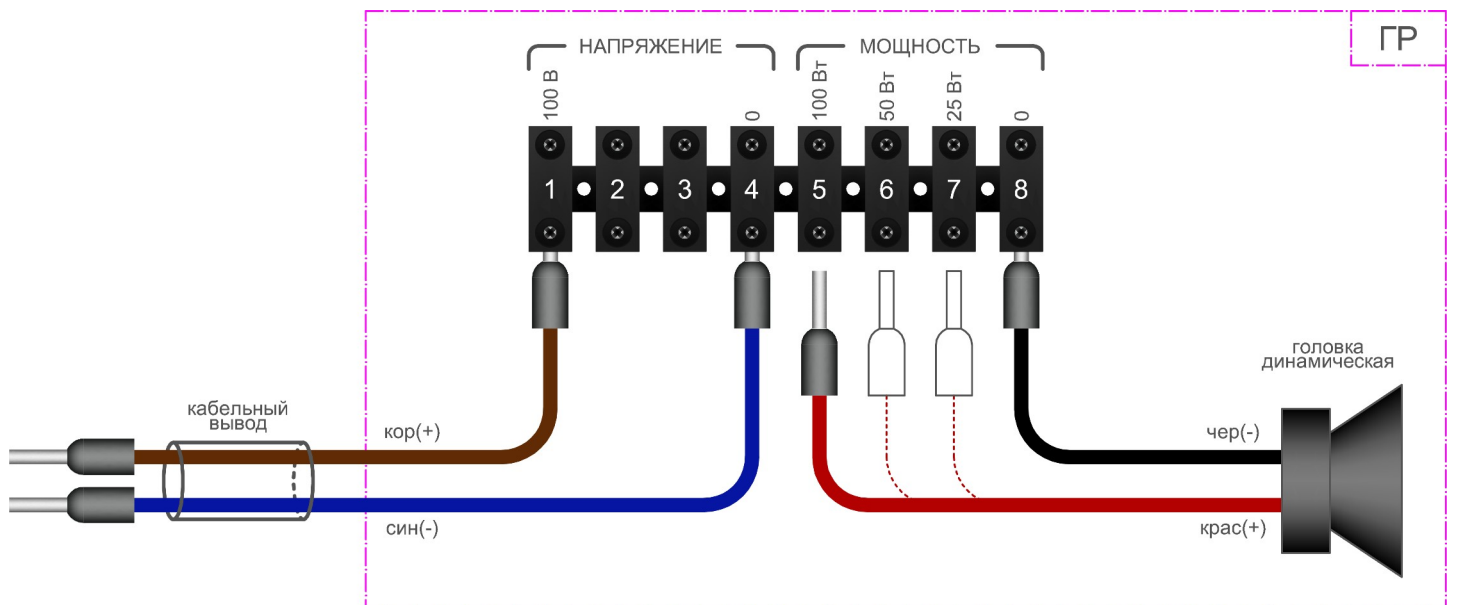 ГР
НАПРЯЖЕНИЕ
МОЩНОСТЬ
100 В
0
100 Вт
50 Вт
25 Вт
0
1
2
3
4
5
6
7
8
головка
динамическая
кабельный
вывод
кор(+)
чер(-)
син(-)
крас(+)